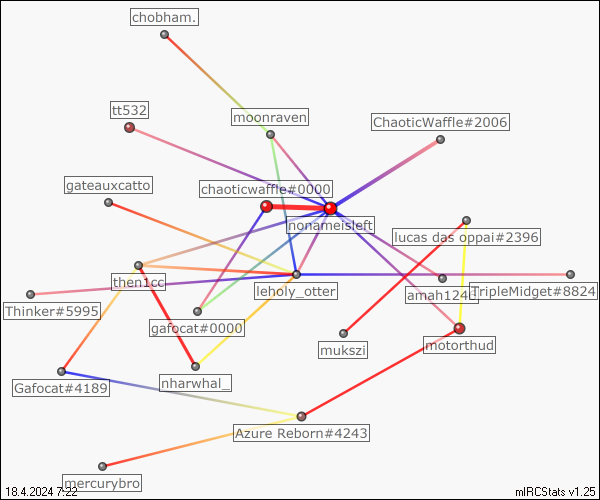 chobham.
tt532
moonraven
ChaoticWaffle#2006
gateauxcatto
chaoticwaffle#0000
nonameisleft
lucas das oppai#2396
then1cc
leholy_otter
Thinker#5995
TripleMidget#8824
gafocat#0000
mukszi
motorthud
Gafocat#4189
nharwhal_
Azure Reborn#4243
mercurybro
18.4.2024 7:22
mIRCStats v1.25